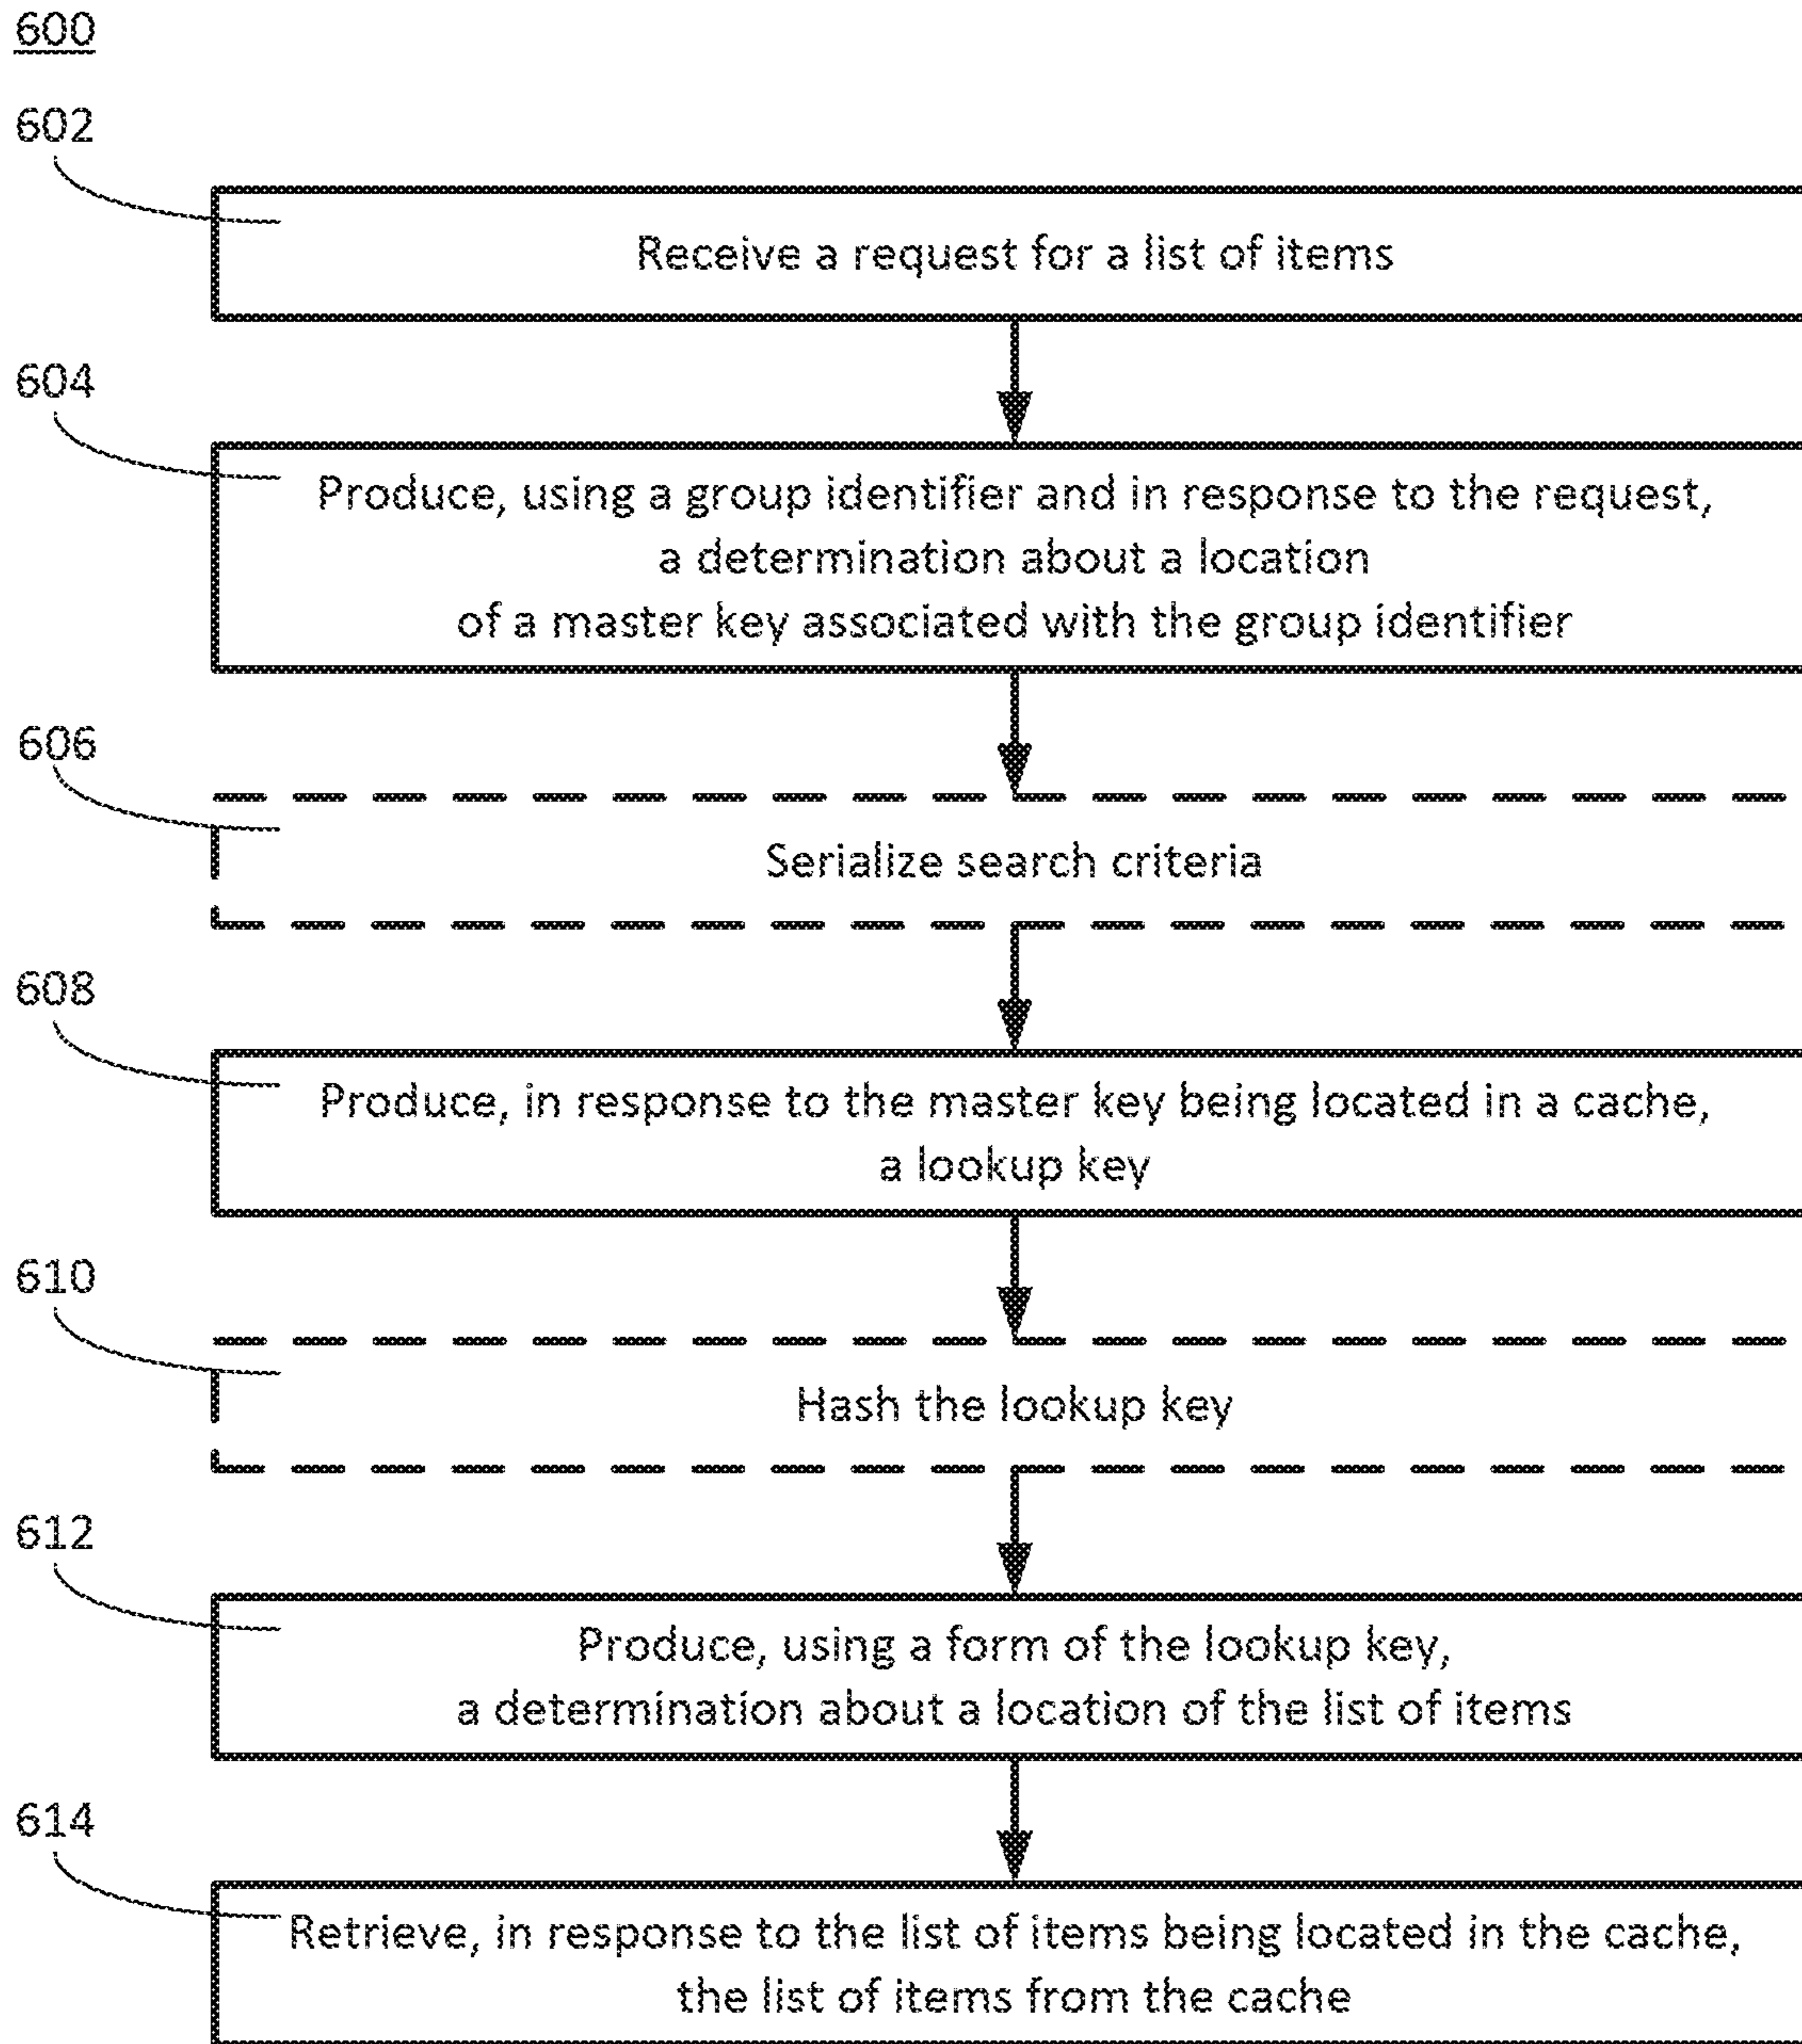 600
602
Receive a request for a list of items
604
Produce, using a group identifier and in response to the request,
a determination about a location
of a master key associated with the group identifier
606
Serialize search criteria
608
Produce, in response to the master key being located in a cache,
a lookup key
610
Hash the lookup key
612
Produce, using a form of the lookup key,
a determination about a location of the list of items
614
Retrieve, in response to the list of items being located in the cache,
the list of items from the cache